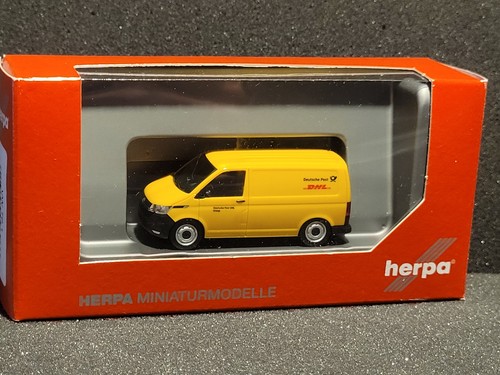 Deutsche Post
DHL
HERPA MINIATURMODELLE
herpa